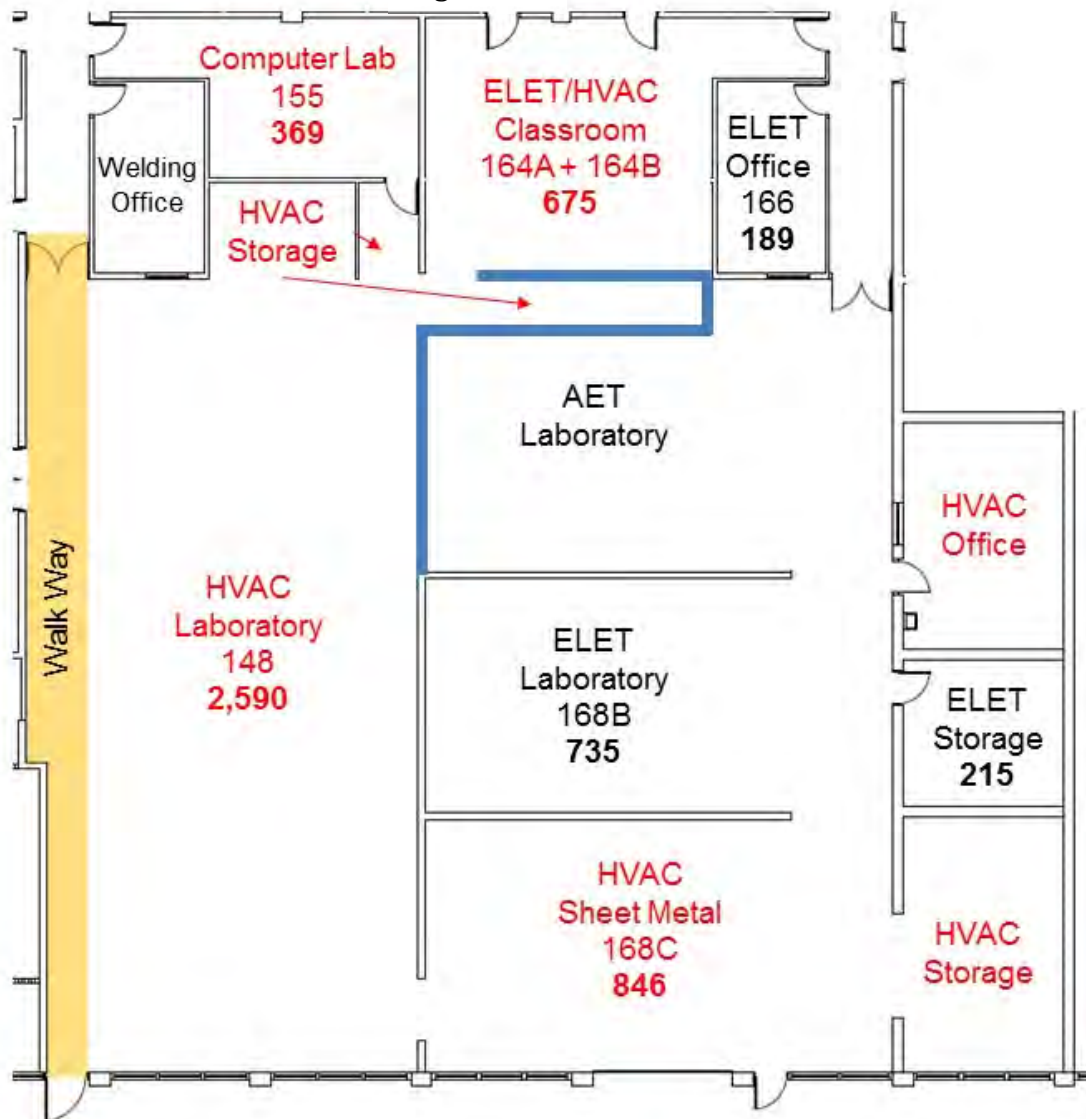 Computer Lab
155
369
ELET/HVAC
Classroom
164A + 164B
675
ELET
Office
166
189
Welding
Office
HVAC
Storage
AET
Laboratory
HVAC
Office
Walk Way
HVAC
Laboratory
148
2,590
ELET
Laboratory
168B
735
ELET
Storage
215
HVAC
Sheet Metal
168C
846
HVAC
Storage